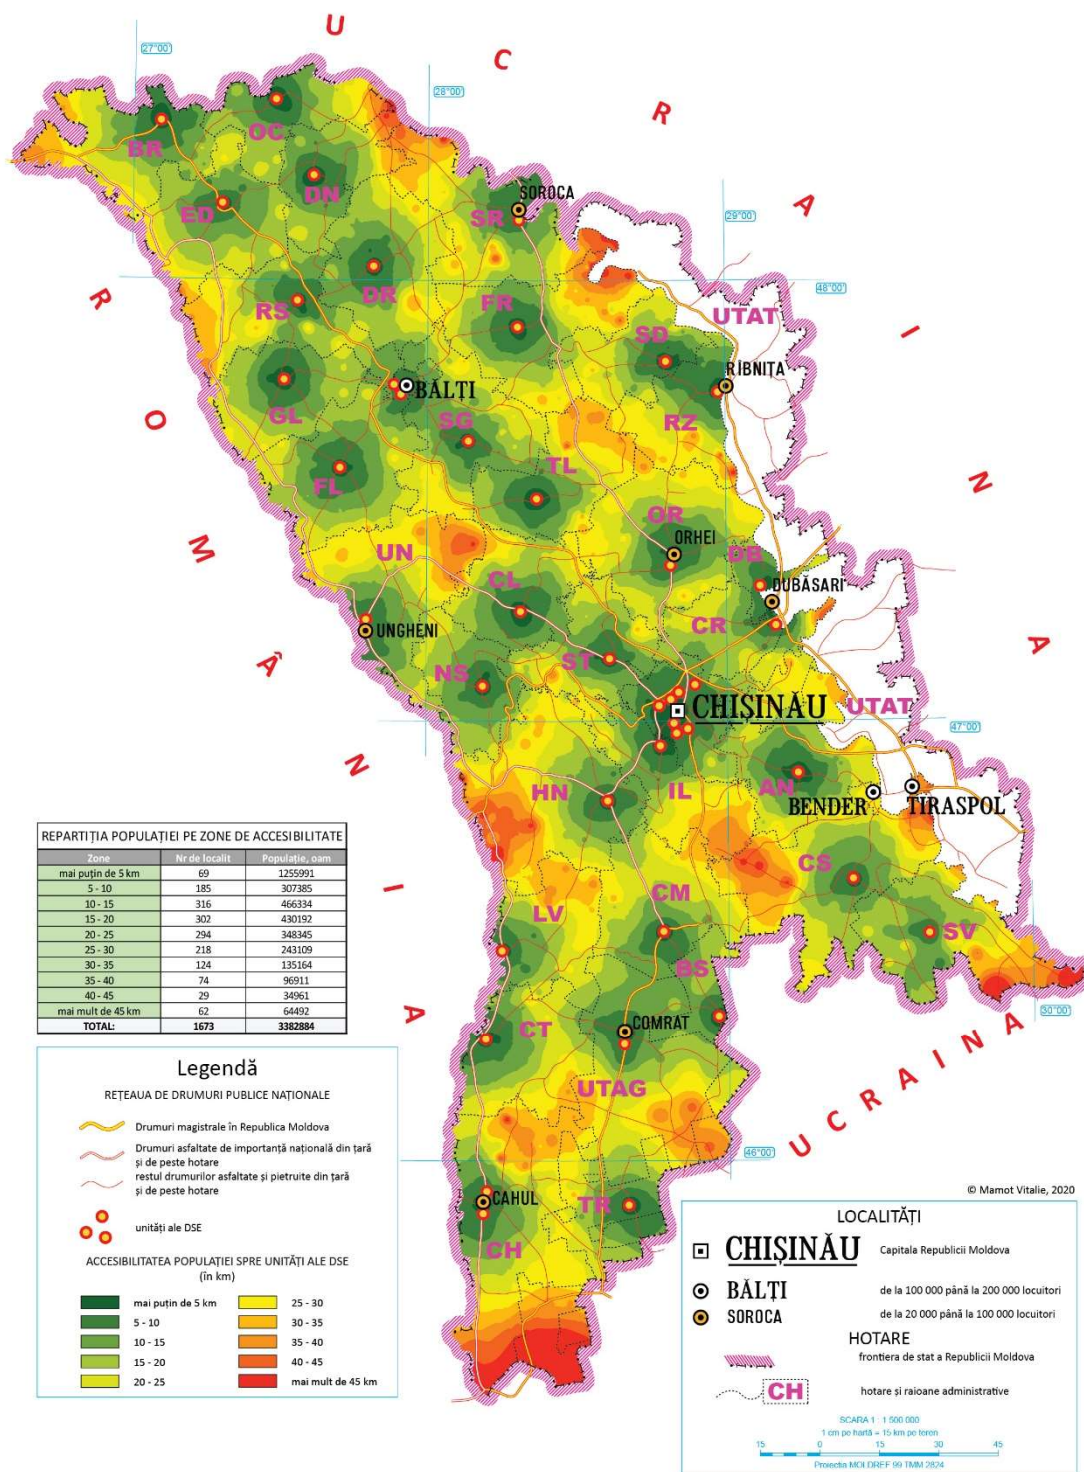 U C R A I N A
27°00'
28°00'
29°00'
48°00'
R O M Â N I A
BR
OC
DN
ED
SOROCA
SR
DR
RS
FR
UTAT
SD
RÎBNIȚA
BĂLȚI
GL
SG
RZ
FL
TL
OR
ORHEI
UN
DB
CL
DUBĂSARI
UNGHENI
CR
ST
NS
CHIȘINĂU
UTAT
47°00'
HN
IL
AN
BENDER
TIRASPOL
CS
CM
LV
SV
BS
30°00'
CT
COMRAT
UTAG
U C R A I N A
46°00'
CAHUL
TR
CH
REPARTIȚIA POPULAȚIEI PE ZONE DE ACCESIBILITATE
Zone Nr de localit Populație, oam
mai puțin de 5 km 69 1255991
5 - 10 185 307385
10 - 15 316 466334
15 - 20 302 430192
20 - 25 294 348345
25 - 30 218 243109
30 - 35 124 135164
35 - 40 74 96911
40 - 45 29 34961
mai mult de 45 km 62 64492
TOTAL: 1673 3382884
Legendă
REȚEAUA DE DRUMURI PUBLICE NAȚIONALE
Drumuri magistrale în Republica Moldova
Drumuri asfaltate de importanță națională din țară
și de peste hotare
restul drumurilor asfaltate și pietruite din țară
și de peste hotare
unități ale DSE
ACCESIBILITATEA POPULAȚIEI SPRE UNITĂȚI ALE DSE
(în km)
mai puțin de 5 km
5 - 10
10 - 15
15 - 20
20 - 25
25 - 30
30 - 35
35 - 40
40 - 45
mai mult de 45 km
© Mamot Vitalie, 2020
LOCALITĂȚI
CHIȘINĂU Capitala Republicii Moldova
BĂLȚI de la 100 000 până la 200 000 locuitori
SOROCA de la 20 000 până la 100 000 locuitori
HOTARE
frontiera de stat a Republicii Moldova
CH hotare și raioane administrative
SCARA 1 : 1 500 000
1 cm pe hartă = 15 km pe teren
15 0 15 30 45
Proiecția MOLDREF 99 TMM 2824